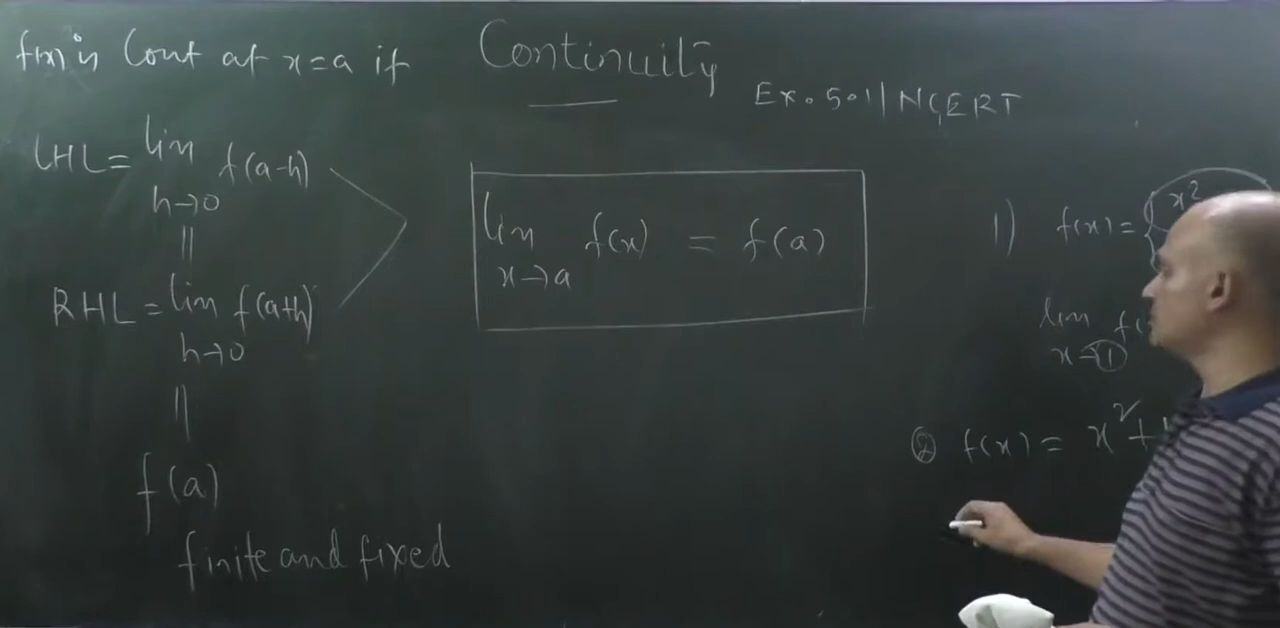 f(x) is Cont at x=a if
Continuity
Ex. 5.1 | NCERT
LHL = lim f(a-h)
h→0
||
RHL = lim f(a+h)
h→0
||
f(a)
finite and fixed
lim f(x) = f(a)
x→a
1) f(x) = { x²
lim f(
x→1
② f(x) = x² +